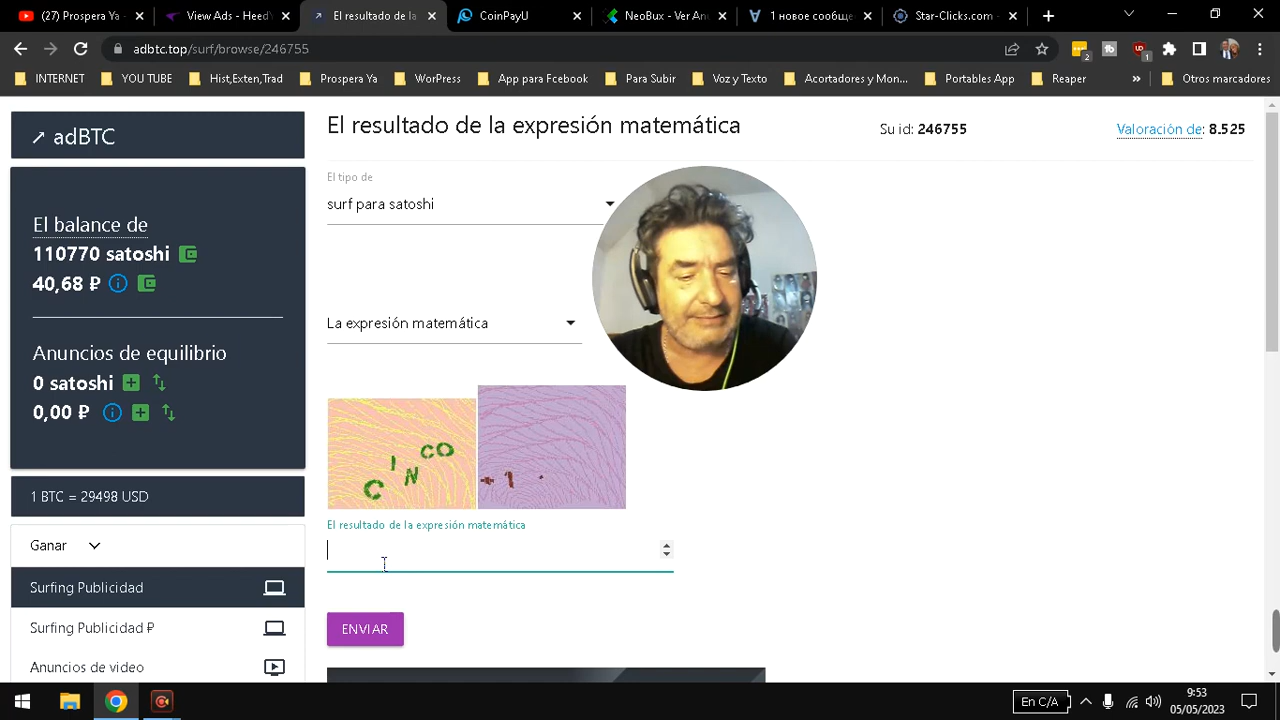 (27) Prospera Ya -
View Ads - HeedY
El resultado de la
CoinPayU
NeoBux - Ver An
1 новое сообще
Star-Clicks.com -
adbtc.top/surf/browse/246755
INTERNET
YOU TUBE
Hist,Exten,Trad
Prospera Ya
WorPress
App para Fcebook
Para Subir
Voz y Texto
Acortadores y Mon...
Portables App
Reaper
»
Otros marcadores
adBTC
El resultado de la expresión matemática
Su id: 246755
Valoración de: 8.525
El tipo de
surf para satoshi
El balance de
110770 satoshi
40,68 ₽
La expresión matemática
Anuncios de equilibrio
0 satoshi
0,00 ₽
CINCO
+ 1
1 BTC = 29498 USD
El resultado de la expresión matemática
Ganar
Surfing Publicidad
Surfing Publicidad ₽
ENVIAR
Anuncios de video
En C/A
9:53
05/05/2023